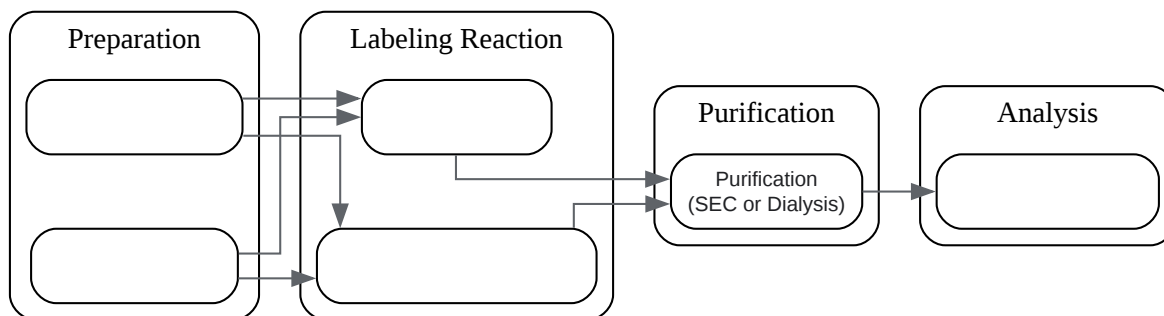 Preparation
Labeling Reaction
Purification
Analysis
Purification
(SEC or Dialysis)